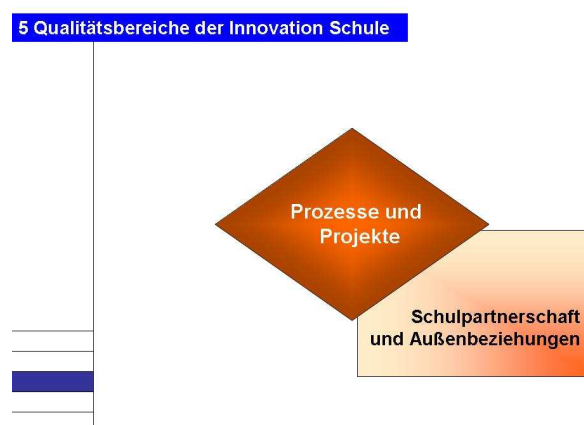 5 Qualitätsbereiche der Innovation Schule
Prozesse und
Projekte
Schulpartnerschaft
und Außenbeziehungen